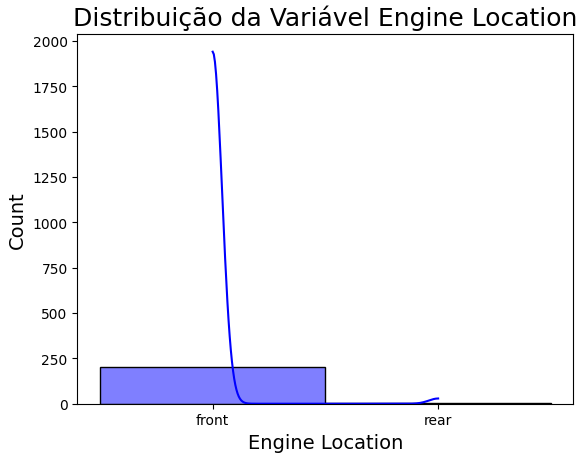 Distribuição da Variável Engine Location
2000
1750
1500
1250
1000
750
500
250
0
Count
front
rear
Engine Location